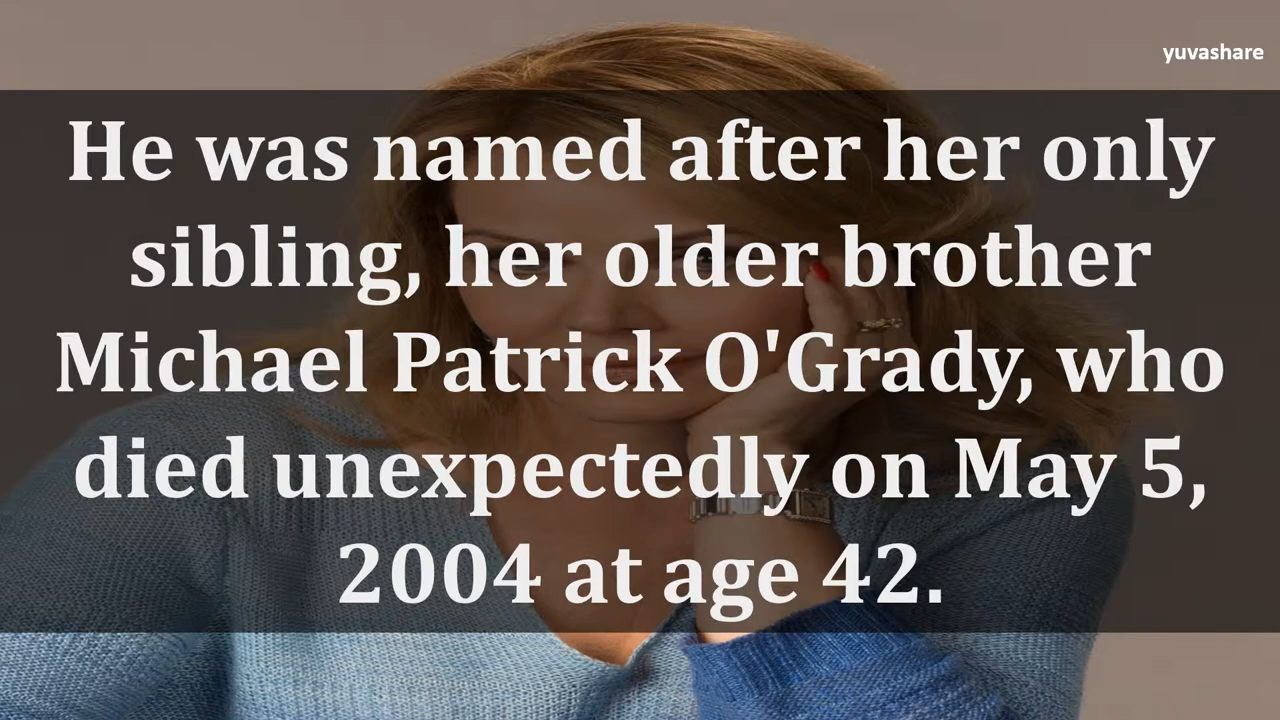 yuvashare
He was named after her only
sibling, her older brother
Michael Patrick O'Grady, who
died unexpectedly on May 5,
2004 at age 42.